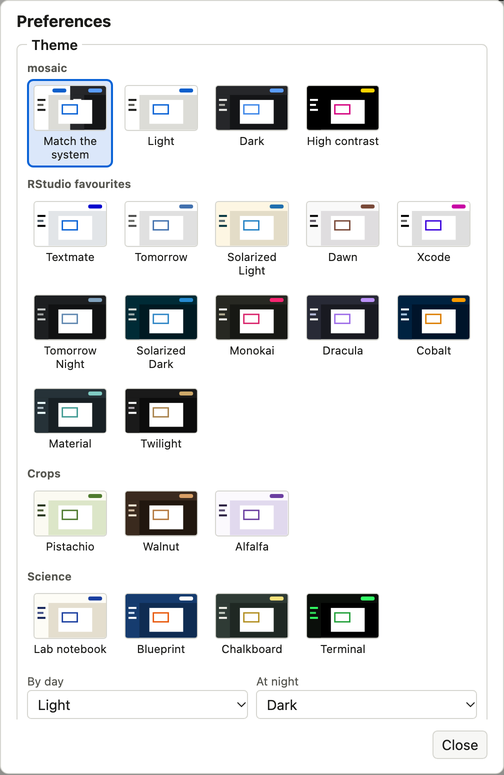 Preferences
Theme
mosaic
Match the
system
Light
Dark
High contrast
RStudio favourites
Textmate
Tomorrow
Solarized
Light
Dawn
Xcode
Tomorrow
Night
Solarized
Dark
Monokai
Dracula
Cobalt
Material
Twilight
Crops
Pistachio
Walnut
Alfalfa
Science
Lab notebook
Blueprint
Chalkboard
Terminal
By day
At night
Light
Dark
Close